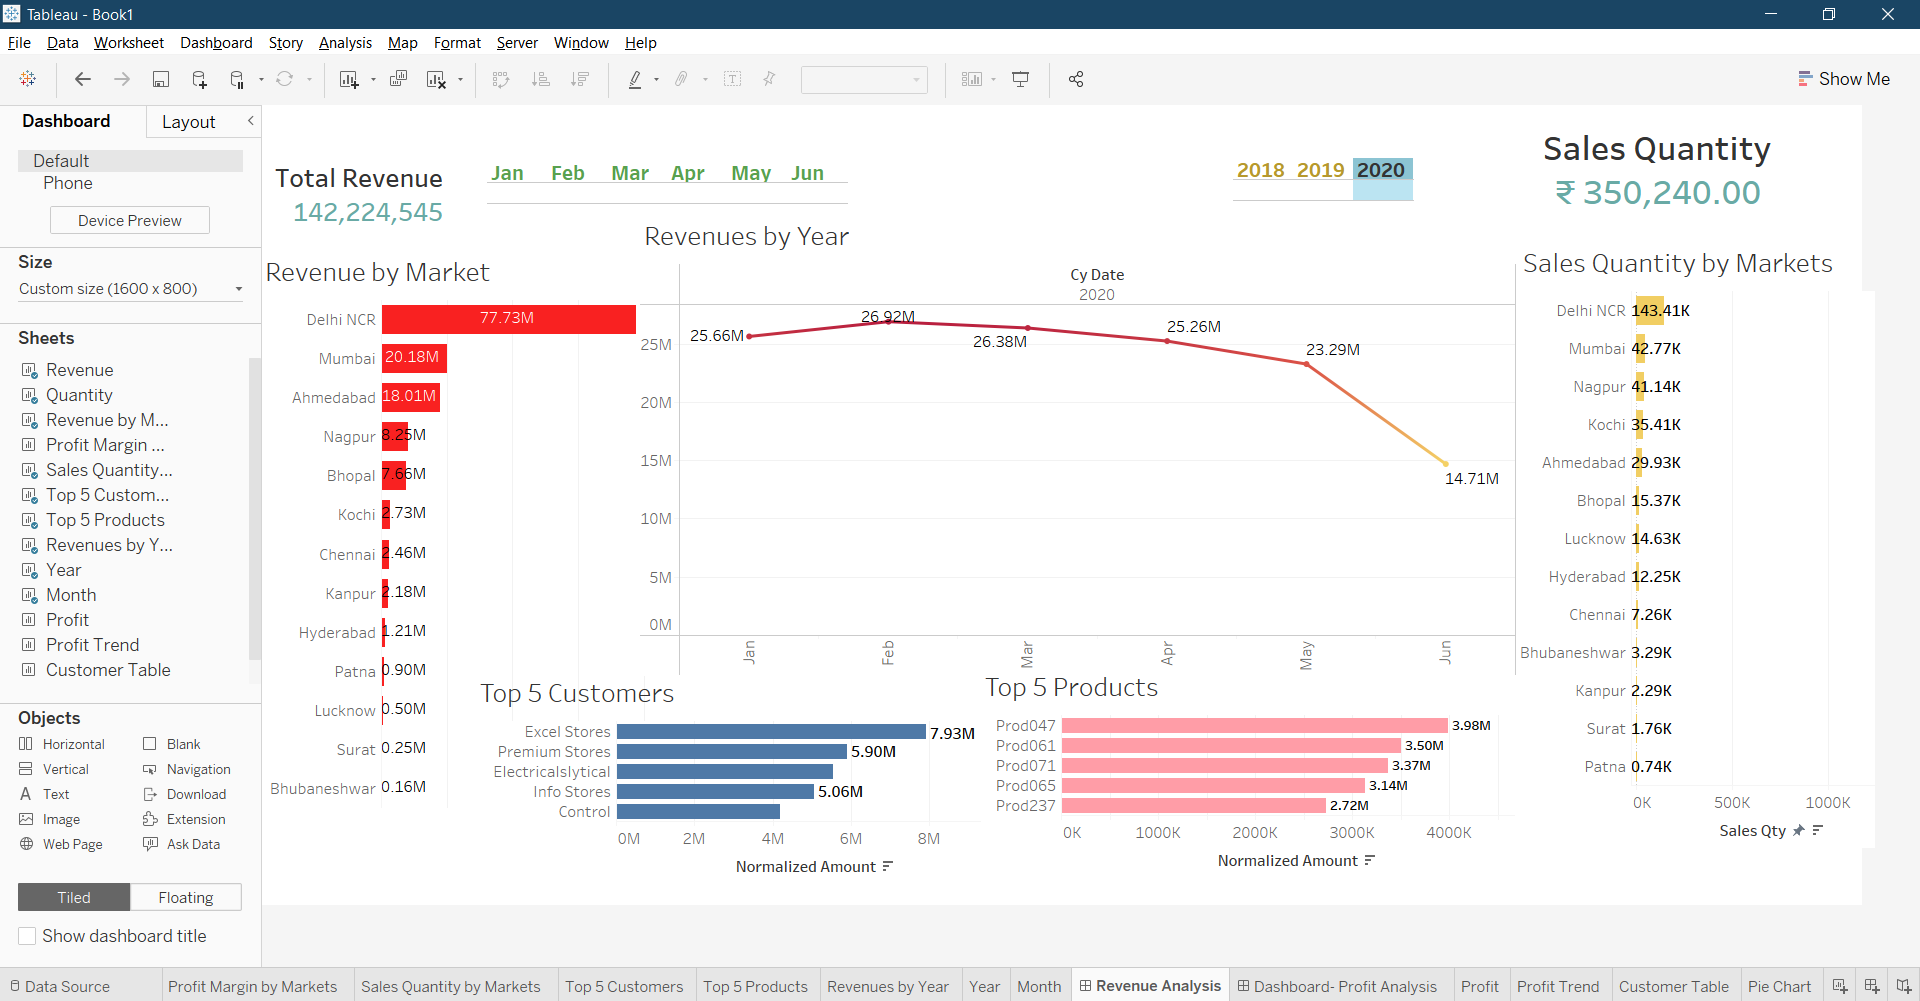 Tableau - Book1
File Data Worksheet Dashboard Story Analysis Map Format Server Window Help
Show Me
Dashboard Layout
Default
Phone
Device Preview
Size
Custom size (1600 x 800)
Sheets
Revenue
Quantity
Revenue by M...
Profit Margin ...
Sales Quantity...
Top 5 Custom...
Top 5 Products
Revenues by Y...
Year
Month
Profit
Profit Trend
Customer Table
Objects
Horizontal Blank
Vertical Navigation
Text Download
Image Extension
Web Page Ask Data
Tiled Floating
Show dashboard title
Total Revenue
142,224,545
Jan Feb Mar Apr May Jun
2018 2019 2020
Sales Quantity
₹ 350,240.00
Revenue by Market
Delhi NCR 77.73M
Mumbai 20.18M
Ahmedabad 18.01M
Nagpur 8.25M
Bhopal 7.66M
Kochi 2.73M
Chennai 2.46M
Kanpur 2.18M
Hyderabad 1.21M
Patna 0.90M
Lucknow 0.50M
Surat 0.25M
Bhubaneshwar 0.16M
Revenues by Year
Cy Date
2020
25.66M 26.92M 26.38M 25.26M 23.29M 14.71M
25M
20M
15M
10M
5M
0M
Jan Feb Mar Apr May Jun
Top 5 Customers
Excel Stores 7.93M
Premium Stores 5.90M
Electricalslytical
Info Stores 5.06M
Control
0M 2M 4M 6M 8M
Normalized Amount
Top 5 Products
Prod047 3.98M
Prod061 3.50M
Prod071 3.37M
Prod065 3.14M
Prod237 2.72M
0K 1000K 2000K 3000K 4000K
Normalized Amount
Sales Quantity by Markets
Delhi NCR 143.41K
Mumbai 42.77K
Nagpur 41.14K
Kochi 35.41K
Ahmedabad 29.93K
Bhopal 15.37K
Lucknow 14.63K
Hyderabad 12.25K
Chennai 7.26K
Bhubaneshwar 3.29K
Kanpur 2.29K
Surat 1.76K
Patna 0.74K
0K 500K 1000K
Sales Qty
Data Source Profit Margin by Markets Sales Quantity by Markets Top 5 Customers Top 5 Products Revenues by Year Year Month Revenue Analysis Dashboard- Profit Analysis Profit Profit Trend Customer Table Pie Chart